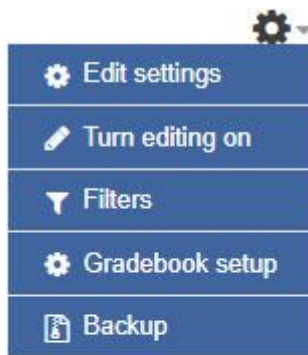 Edit settings
Turn editing on
Filters
Gradebook setup
Backup